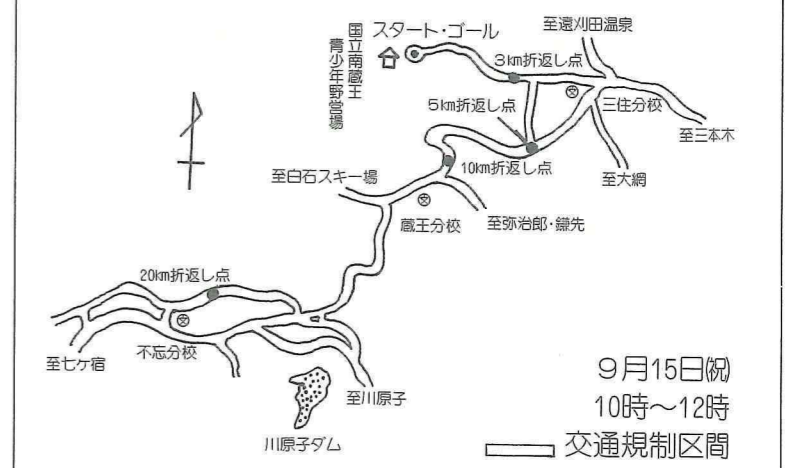 国立南蔵王
青少年野営場
スタート・ゴール
至遠刈田温泉
3km折返し点
三住分校
5km折返し点
至三本木
10km折返し点
至大網
至白石スキー場
蔵王分校
至弥治郎・鎌先
20km折返し点
至七ケ宿
不忘分校
至川原子
川原子ダム
9月15日㈷
10時～12時
交通規制区間